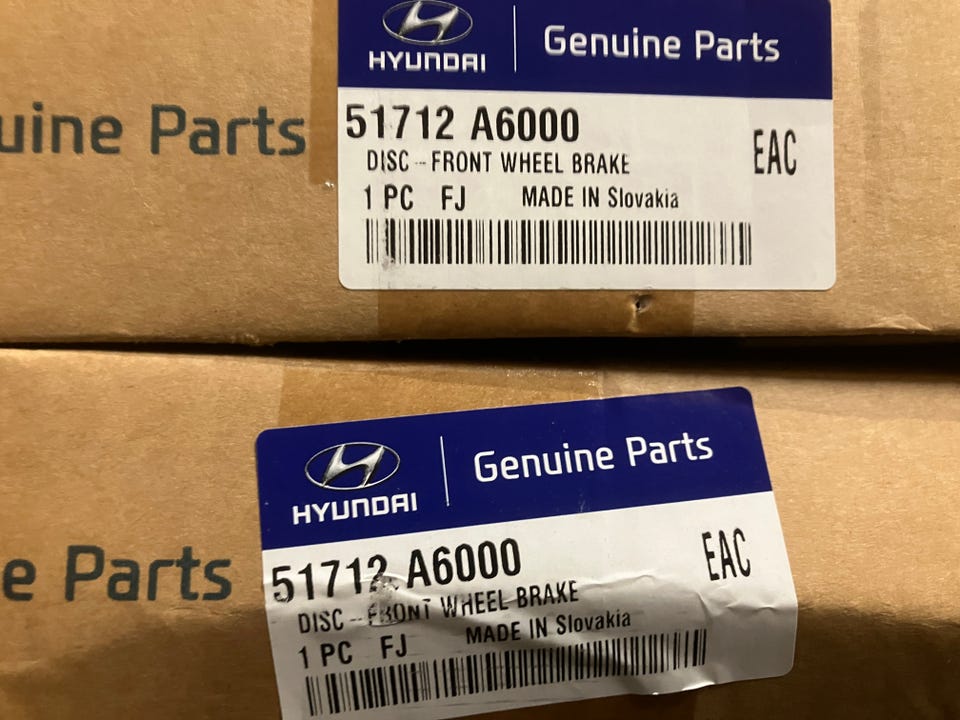 uine Parts
HYUNDAI
Genuine Parts
51712 A6000
DISC - FRONT WHEEL BRAKE
EAC
1 PC FJ MADE IN Slovakia
e Parts
HYUNDAI
Genuine Parts
51712 A6000
DISC - FRONT WHEEL BRAKE
EAC
1 PC FJ MADE IN Slovakia